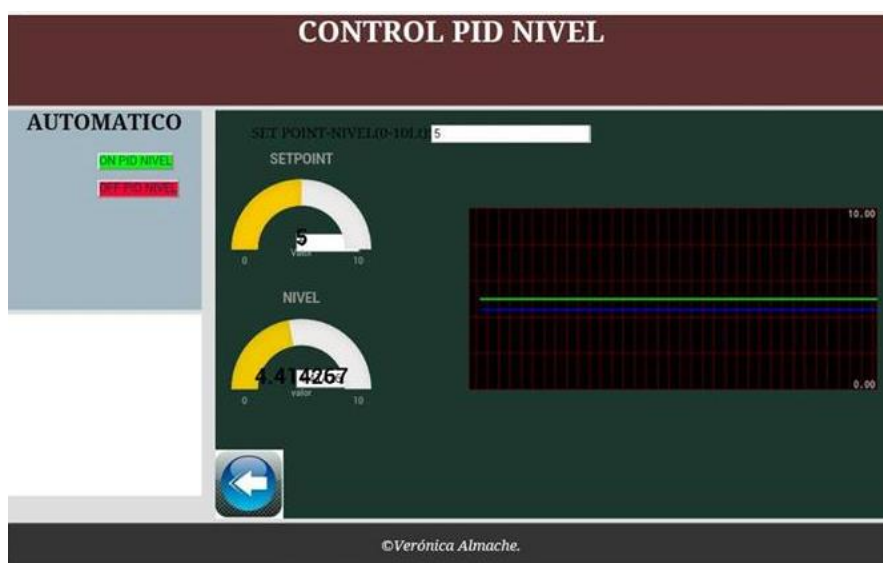 CONTROL PID NIVEL
AUTOMATICO
ON PID NIVEL
OFF PID NIVEL
SET POINT-NIVEL(0-10LI) 5
SETPOINT
5
Valor
0 10
NIVEL
4.414267
valor
0 10
10.00
0.00
©Verónica Almache.